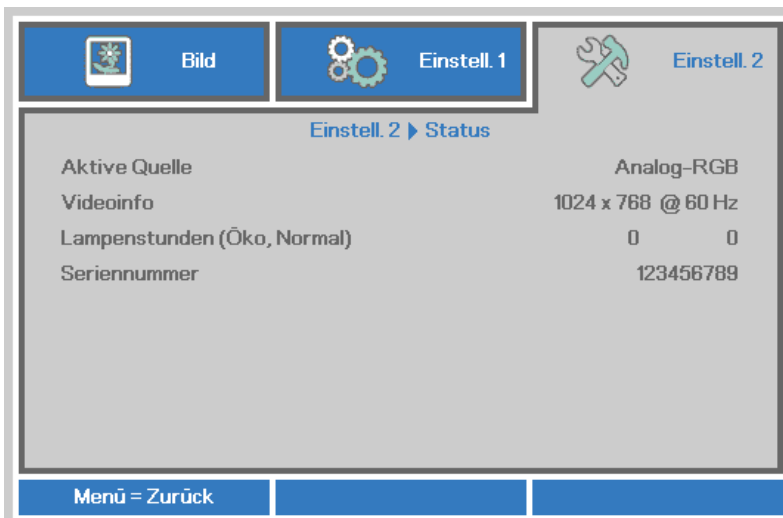 Bild
Einstell. 1
Einstell. 2
Einstell. 2 ▶ Status
Aktive Quelle Analog-RGB
Videoinfo 1024 x 768 @ 60 Hz
Lampenstunden (Öko, Normal) 0 0
Seriennummer 123456789
Menü = Zurück